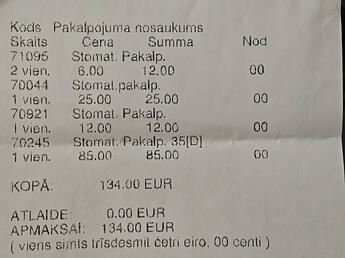 Kods Pakalpojuma nosaukums
Skaits Cena Summa Nod
71095 Stomat. Pakalp.
2 vien. 6.00 12.00 00
70044 Stomat.pakalp.
1 vien. 25.00 25.00 00
70921 Stomat. Pakalp.
1 vien. 12.00 12.00 00
70245 Stomat. Pakalp. 35[D]
1 vien. 85.00 85.00 00
KOPĀ: 134.00 EUR
ATLAIDE: 0.00 EUR
APMAKSAI: 134.00 EUR
( viens simts trīsdesmit četri eiro, 00 centi )